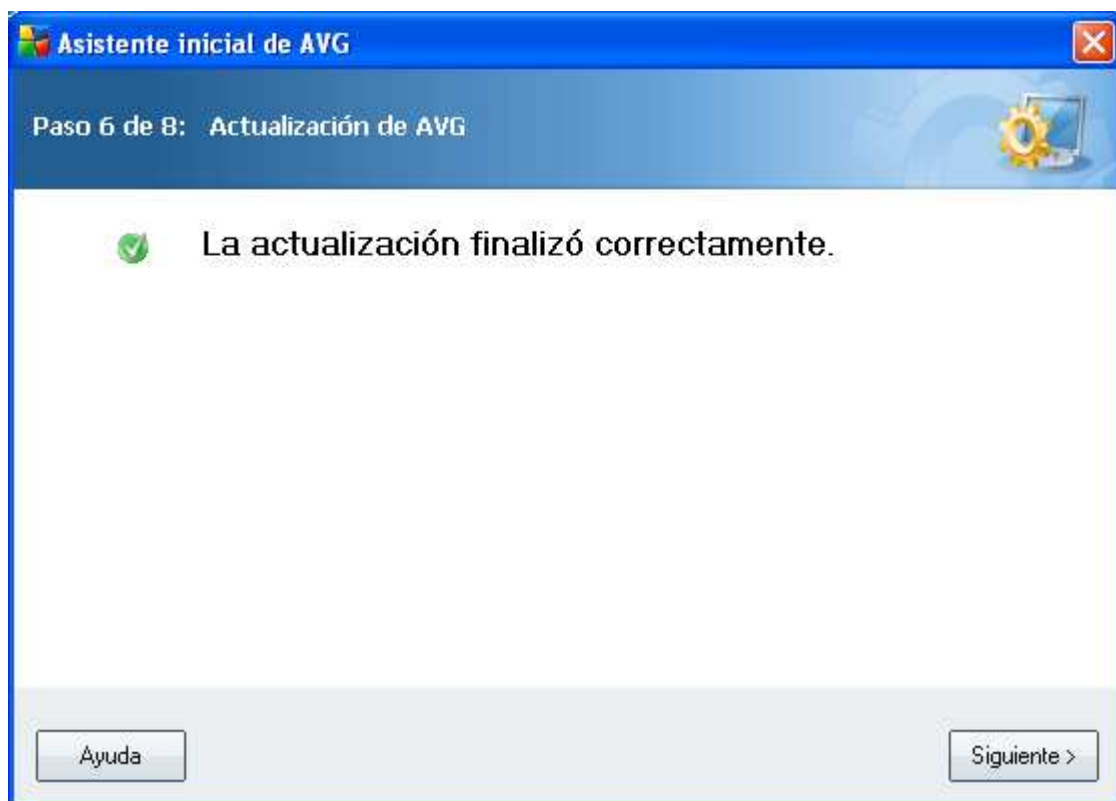 Asistente inicial de AVG
Paso 6 de 8: Actualización de AVG
La actualización finalizó correctamente.
Ayuda
Siguiente >